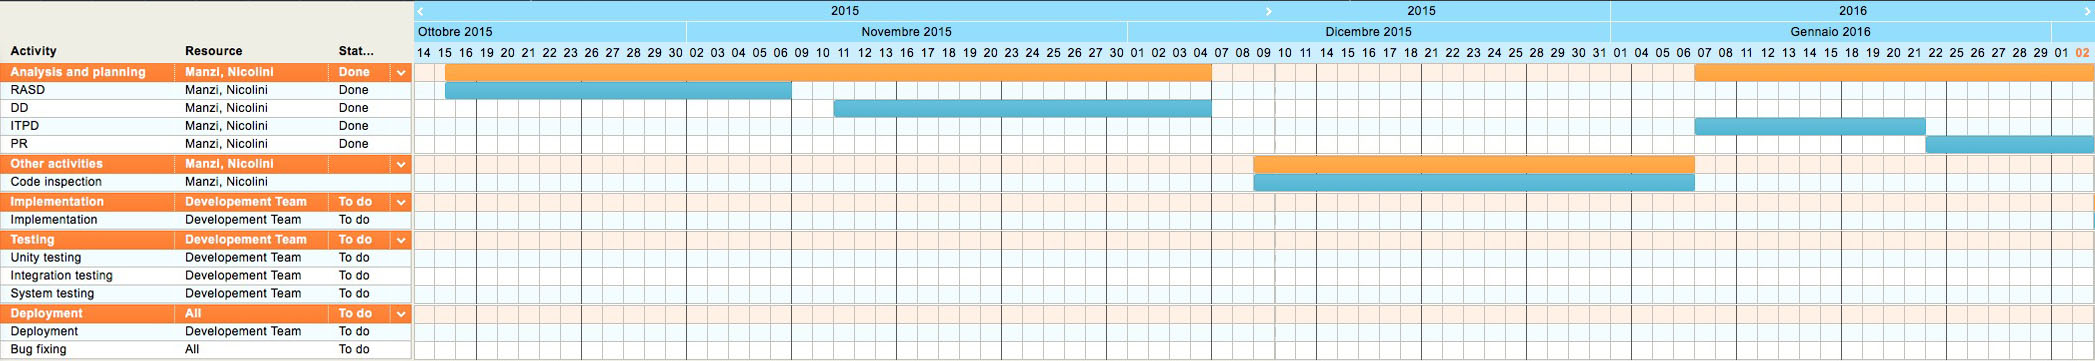 2015 2015 2016
Ottobre 2015 Novembre 2015 Dicembre 2015 Gennaio 2016
Activity Resource Stat... 14 15 16 19 20 21 22 23 26 27 28 29 30 02 03 04 05 06 09 10 11 12 13 16 17 18 19 20 23 24 25 26 27 30 01 02 03 04 07 08 09 10 11 14 15 16 17 18 21 22 23 24 25 28 29 30 31 01 04 05 06 07 08 11 12 13 14 15 18 19 20 21 22 25 26 27 28 29 01 02
Analysis and planning Manzi, Nicolini Done
RASD Manzi, Nicolini Done
DD Manzi, Nicolini Done
ITPD Manzi, Nicolini Done
PR Manzi, Nicolini Done
Other activities Manzi, Nicolini
Code inspection Manzi, Nicolini
Implementation Developement Team To do
Implementation Developement Team To do
Testing Developement Team To do
Unity testing Developement Team To do
Integration testing Developement Team To do
System testing Developement Team To do
Deployment All To do
Deployment Developement Team To do
Bug fixing All To do